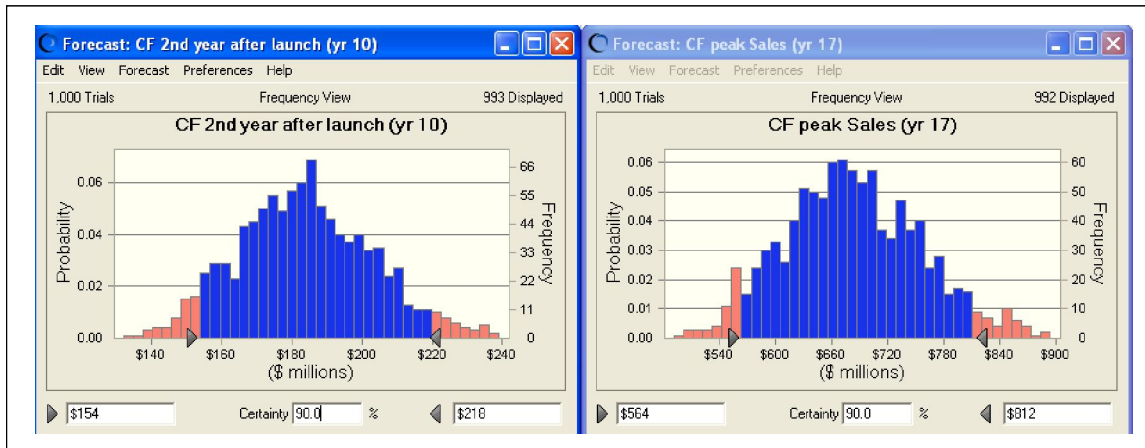 Forecast: CF 2nd year after launch (yr 10)
Edit View Forecast Preferences Help
1,000 Trials Frequency View 993 Displayed
CF 2nd year after launch (yr 10)
Probability
0.06
0.04
0.02
0.00
66
55
44
33
22
11
0
Frequency
$140 $160 $180 $200 $220 $240
($ millions)
$154 Certainty 90.0 % $218
Forecast: CF peak Sales (yr 17)
Edit View Forecast Preferences Help
1,000 Trials Frequency View 992 Displayed
CF peak Sales (yr 17)
Probability
0.06
0.05
0.04
0.03
0.02
0.01
0.00
60
50
40
30
20
10
0
Frequency
$540 $600 $660 $720 $780 $840 $900
($ millions)
$564 Certainty 90.0 % $812